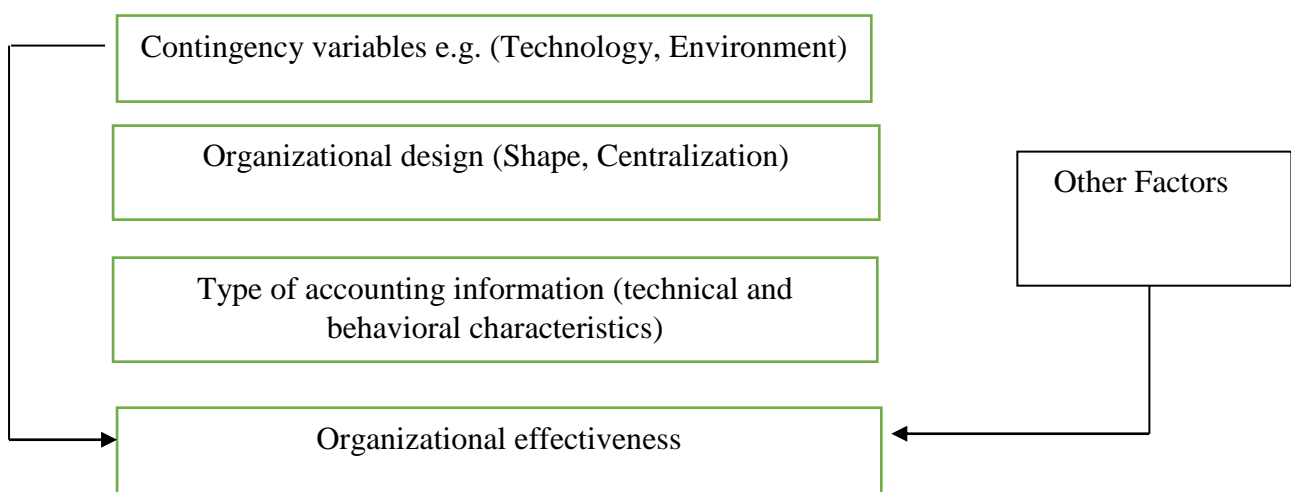 Contingency variables e.g. (Technology, Environment)
Organizational design (Shape, Centralization)
Other Factors
Type of accounting information (technical and
behavioral characteristics)
Organizational effectiveness